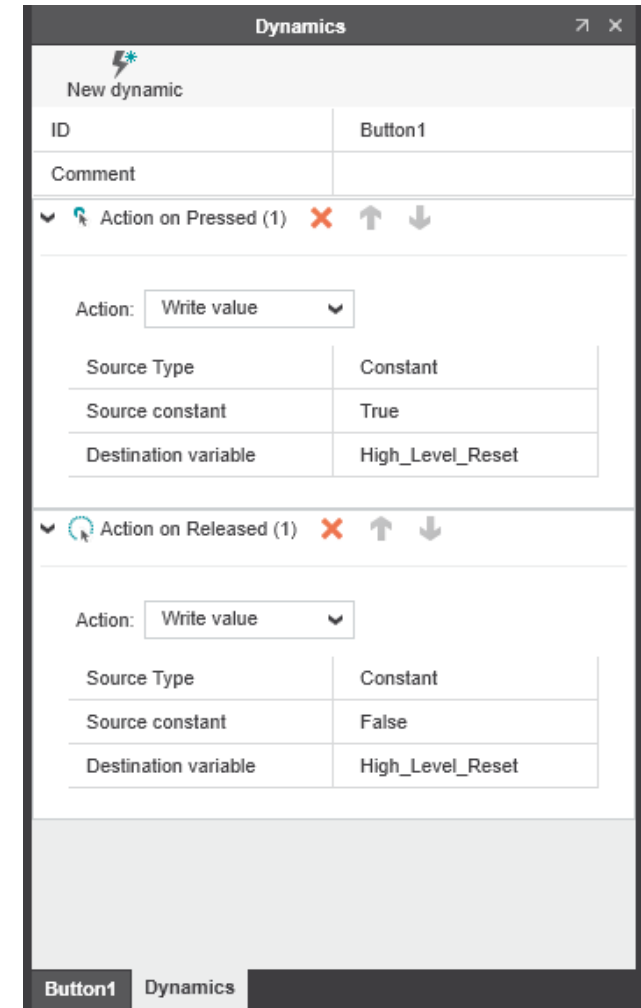 Dynamics
New dynamic
ID Button1
Comment
Action on Pressed (1)
Action: Write value
Source Type Constant
Source constant True
Destination variable High_Level_Reset
Action on Released (1)
Action: Write value
Source Type Constant
Source constant False
Destination variable High_Level_Reset
Button1 Dynamics